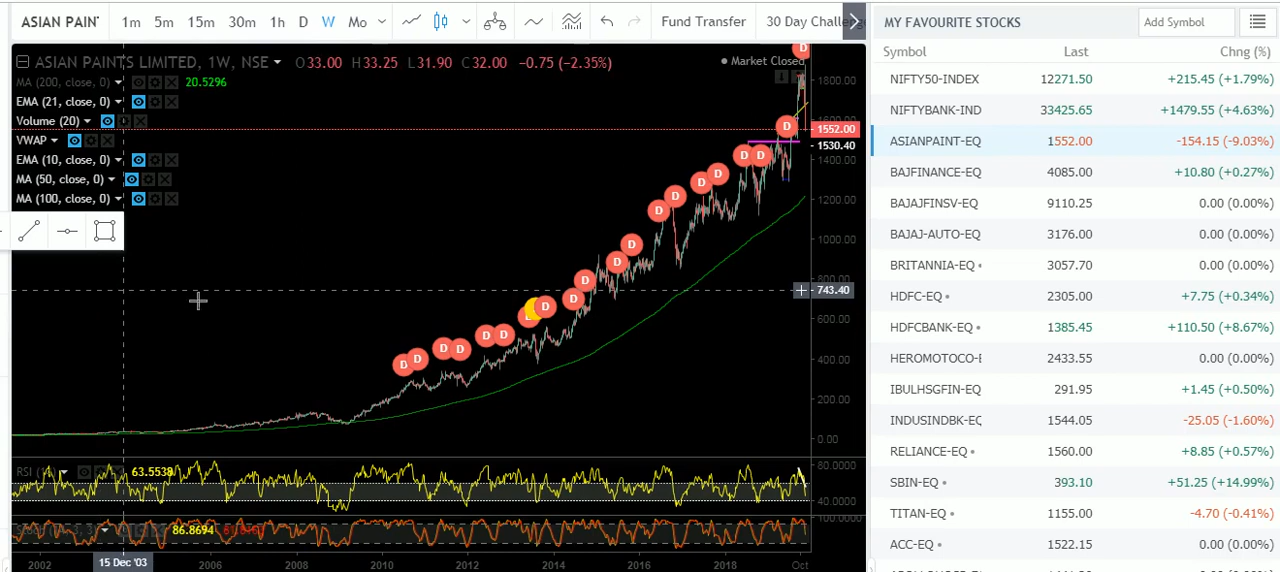 ASIAN PAIN 1m 5m 15m 30m 1h D W Mo Fund Transfer 30 Day Challen
MY FAVOURITE STOCKS Add Symbol
ASIAN PAINTS LIMITED, 1W, NSE O33.00 H33.25 L31.90 C32.00 -0.75 (-2.35%) Market Closed
MA (200, close, 0) 20.5296
EMA (21, close, 0)
Volume (20)
VWAP
EMA (10, close, 0)
MA (50, close, 0)
MA (100, close, 0)
1800.00
1552.00
1530.40
1400.00
1200.00
1000.00
743.40
600.00
400.00
200.00
0.00
D D D D D D D D D D D D D D D D D D D D D D
RSI (14) 63.5538
80.0000
40.0000
86.8694
100.0000
2002 15 Dec '03 2006 2008 2010 2012 2014 2016 2018 Oct
Symbol Last Chng (%)
NIFTY50-INDEX 12271.50 +215.45 (+1.79%)
NIFTYBANK-IND 33425.65 +1479.55 (+4.63%)
ASIANPAINT-EQ 1552.00 -154.15 (-9.03%)
BAJFINANCE-EQ 4085.00 +10.80 (+0.27%)
BAJAJFINSV-EQ 9110.25 0.00 (0.00%)
BAJAJ-AUTO-EQ 3176.00 0.00 (0.00%)
BRITANNIA-EQ 3057.70 0.00 (0.00%)
HDFC-EQ 2305.00 +7.75 (+0.34%)
HDFCBANK-EQ 1385.45 +110.50 (+8.67%)
HEROMOTOCO-E 2433.55 0.00 (0.00%)
IBULHSGFIN-EQ 291.95 +1.45 (+0.50%)
INDUSINDBK-EQ 1544.05 -25.05 (-1.60%)
RELIANCE-EQ 1560.00 +8.85 (+0.57%)
SBIN-EQ 393.10 +51.25 (+14.99%)
TITAN-EQ 1155.00 -4.70 (-0.41%)
ACC-EQ 1522.15 0.00 (0.00%)